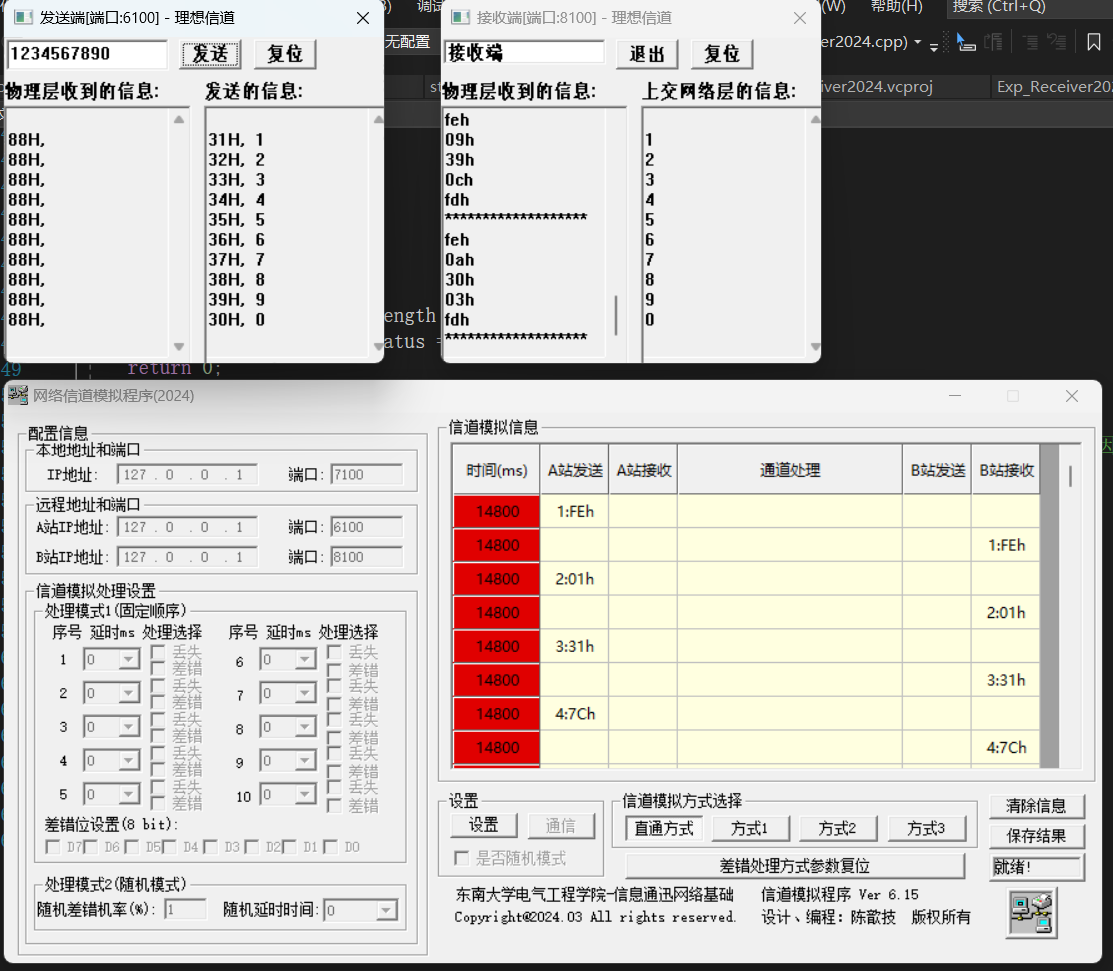 发送端[端口:6100] - 理想信道
1234567890
发送
复位
物理层收到的信息:
发送的信息:
88H,
88H,
88H,
88H,
88H,
88H,
88H,
88H,
88H,
88H,
31H, 1
32H, 2
33H, 3
34H, 4
35H, 5
36H, 6
37H, 7
38H, 8
39H, 9
30H, 0
调试
接收端[端口:8100] - 理想信道
接收端
退出
复位
物理层收到的信息:
上交网络层的信息:
feh
09h
39h
0ch
fdh
*******************
feh
0ah
30h
03h
fdh
*******************
1
2
3
4
5
6
7
8
9
0
(W)
帮助(H)
搜索 (Ctrl+Q)
无配置
er2024.cpp)
iver2024.vcproj
Exp_Receiver202
ength
atus =
49
return 0;
网络信道模拟程序(2024)
配置信息
本地地址和端口
IP地址: 127 . 0 . 0 . 1 端口: 7100
远程地址和端口
A站IP地址: 127 . 0 . 0 . 1 端口: 6100
B站IP地址: 127 . 0 . 0 . 1 端口: 8100
信道模拟处理设置
处理模式1(固定顺序)
序号 延时ms 处理选择 序号 延时ms 处理选择
1 0 丢失 差错 6 0 丢失 差错
2 0 丢失 差错 7 0 丢失 差错
3 0 丢失 差错 8 0 丢失 差错
4 0 丢失 差错 9 0 丢失 差错
5 0 丢失 差错 10 0 丢失 差错
差错位设置(8 bit):
D7 D6 D5 D4 D3 D2 D1 D0
处理模式2(随机模式)
随机差错机率(%): 1 随机延时时间: 0
信道模拟信息
时间(ms) A站发送 A站接收 通道处理 B站发送 B站接收
14800 1:FEh
14800 1:FEh
14800 2:01h
14800 2:01h
14800 3:31h
14800 3:31h
14800 4:7Ch
14800 4:7Ch
设置
设置 通信
是否随机模式
信道模拟方式选择
直通方式 方式1 方式2 方式3
差错处理方式参数复位
清除信息
保存结果
就绪!
东南大学电气工程学院-信息通迅网络基础 信道模拟程序 Ver 6.15
Copyright@2024.03 All rights reserved. 设计、编程: 陈歆技 版权所有